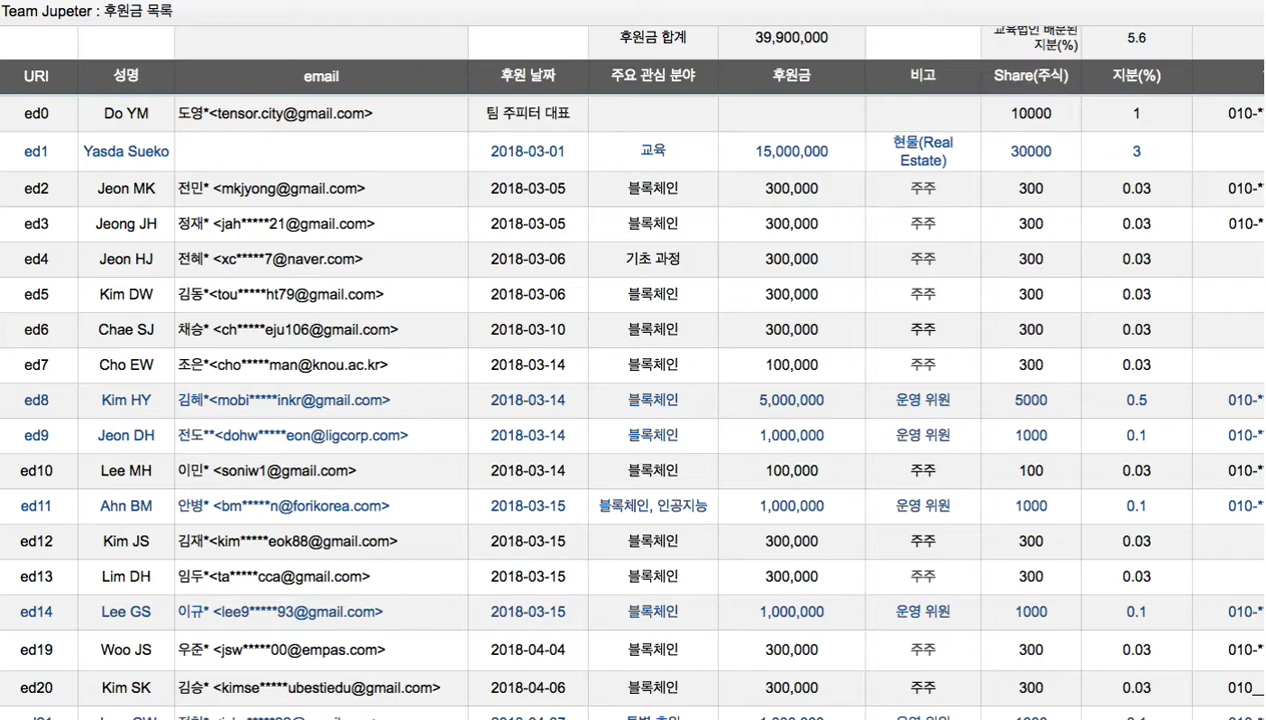 Team Jupeter : 후원금 목록
후원금 합계 39,900,000 교육법인 배분된 지분(%) 5.6
URI 성명 email 후원 날짜 주요 관심 분야 후원금 비고 Share(주식) 지분(%)
ed0 Do YM 도영*<tensor.city@gmail.com> 팀 주피터 대표 10000 1 010-*
ed1 Yasda Sueko 2018-03-01 교육 15,000,000 현물(Real Estate) 30000 3
ed2 Jeon MK 전민* <mkjyong@gmail.com> 2018-03-05 블록체인 300,000 주주 300 0.03 010-*
ed3 Jeong JH 정재* <jah*****21@gmail.com> 2018-03-05 블록체인 300,000 주주 300 0.03 010-*
ed4 Jeon HJ 전혜* <xc*****7@naver.com> 2018-03-06 기초 과정 300,000 주주 300 0.03
ed5 Kim DW 김동*<tou*****ht79@gmail.com> 2018-03-06 블록체인 300,000 주주 300 0.03
ed6 Chae SJ 채승* <ch*****eju106@gmail.com> 2018-03-10 블록체인 300,000 주주 300 0.03
ed7 Cho EW 조은*<cho*****man@knou.ac.kr> 2018-03-14 블록체인 100,000 주주 300 0.03
ed8 Kim HY 김혜*<mobi*****inkr@gmail.com> 2018-03-14 블록체인 5,000,000 운영 위원 5000 0.5 010-*
ed9 Jeon DH 전도**<dohw*****eon@ligcorp.com> 2018-03-14 블록체인 1,000,000 운영 위원 1000 0.1 010-*
ed10 Lee MH 이민* <soniw1@gmail.com> 2018-03-14 블록체인 100,000 주주 100 0.03 010-*
ed11 Ahn BM 안병* <bm*****n@forikorea.com> 2018-03-15 블록체인, 인공지능 1,000,000 운영 위원 1000 0.1 010-*
ed12 Kim JS 김재*<kim*****eok88@gmail.com> 2018-03-15 블록체인 300,000 주주 300 0.03
ed13 Lim DH 임두*<ta*****cca@gmail.com> 2018-03-15 블록체인 300,000 주주 300 0.03
ed14 Lee GS 이규* <lee9*****93@gmail.com> 2018-03-15 블록체인 1,000,000 운영 위원 1000 0.1 010-*
ed19 Woo JS 우준* <jsw*****00@empas.com> 2018-04-04 블록체인 300,000 주주 300 0.03 010-*
ed20 Kim SK 김승* <kimse*****ubestiedu@gmail.com> 2018-04-06 블록체인 300,000 주주 300 0.03 010__